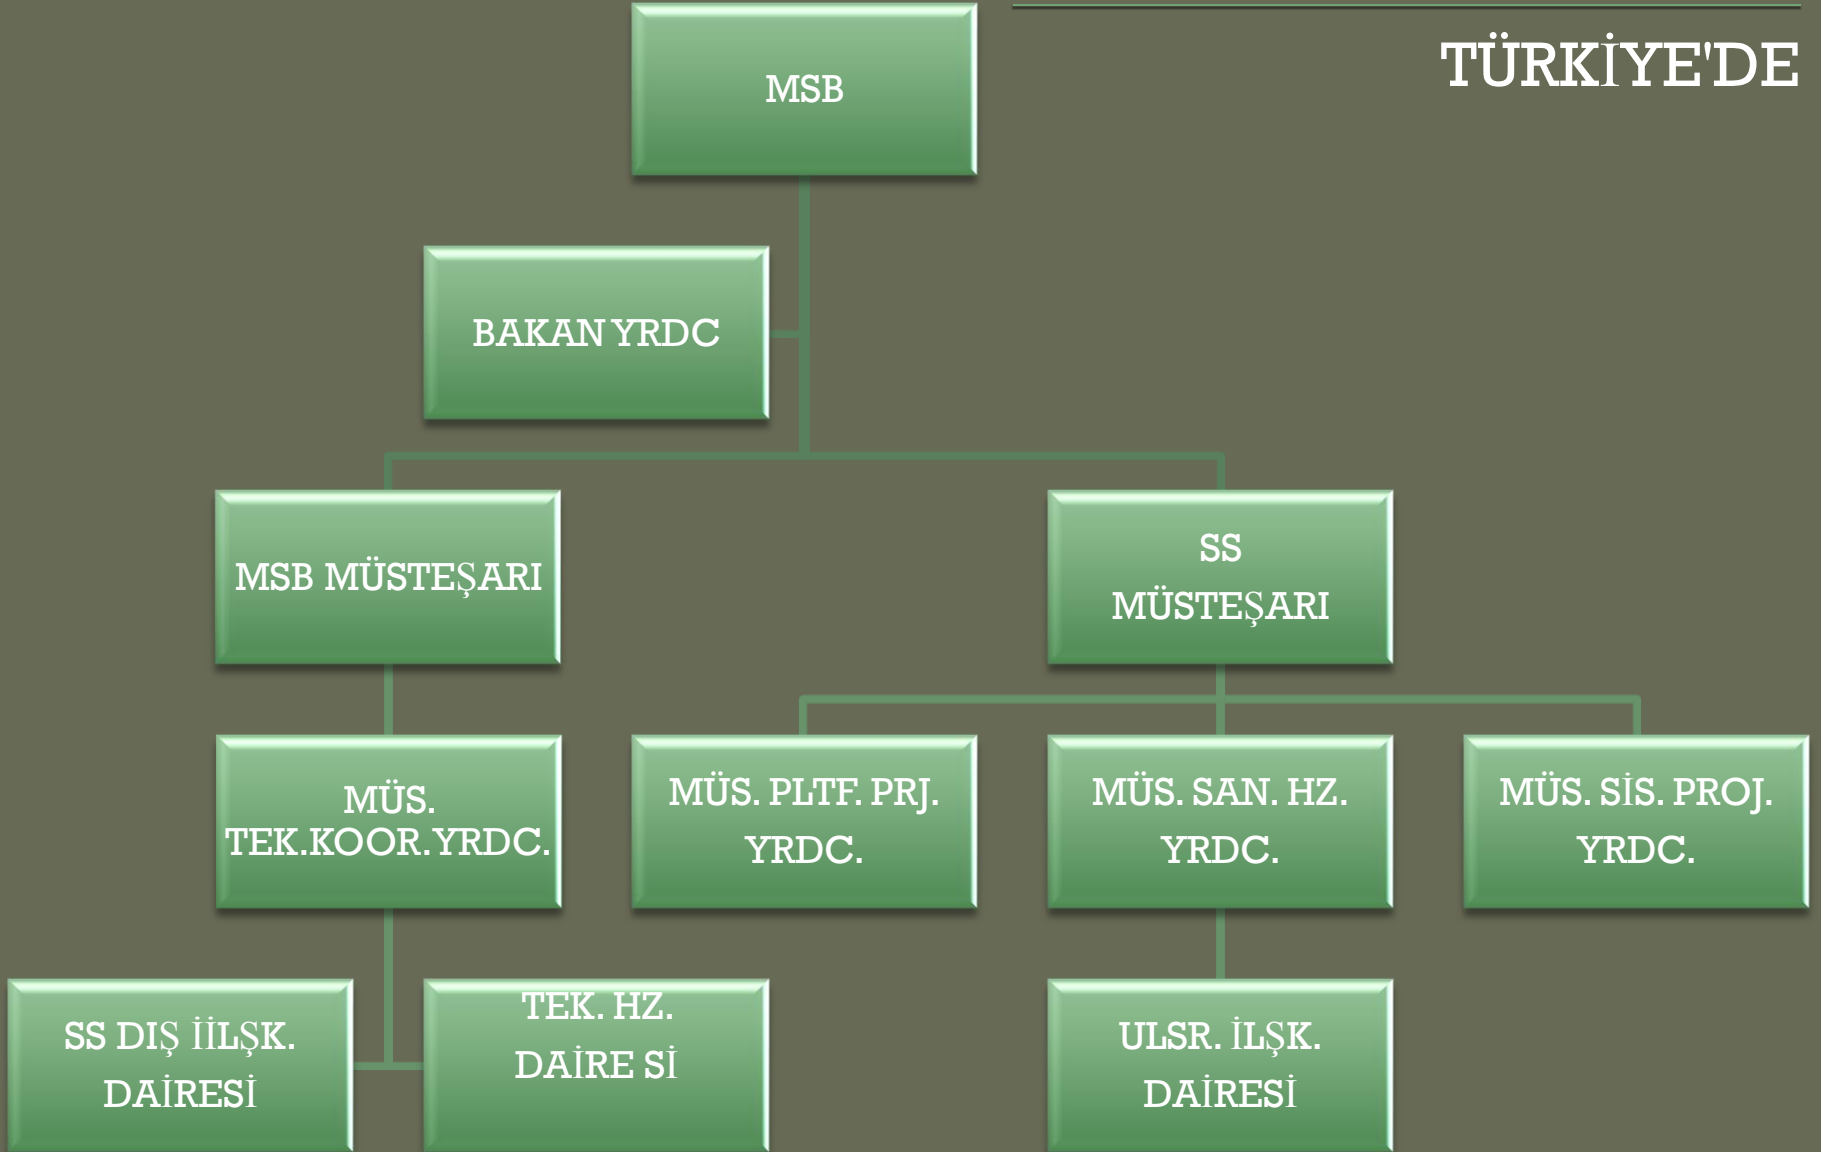 TÜRKİYE'DE
MSB
BAKAN YRDC
MSB MÜSTEŞARI
SS
MÜSTEŞARI
MÜS.
TEK.KOOR.YRDC.
MÜS. PLTF. PRJ.
YRDC.
MÜS. SAN. HZ.
YRDC.
MÜS. SİS. PROJ.
YRDC.
SS DIŞ İİLŞK.
DAİRESİ
TEK. HZ.
DAİRE Sİ
ULSR. İLŞK.
DAİRESİ